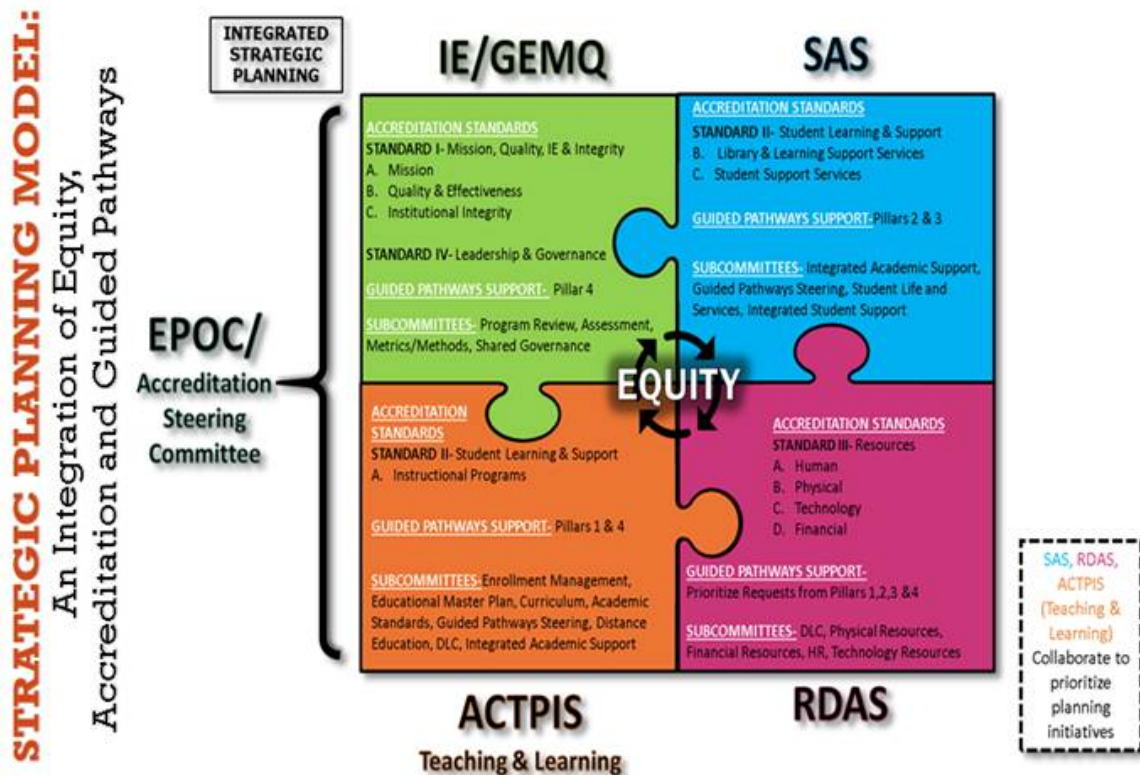 STRATEGIC PLANNING MODEL:
An Integration of Equity,
Accreditation and Guided Pathways
INTEGRATED
STRATEGIC
PLANNING
EPOC/
Accreditation
Steering
Committee
IE/GEMQ
ACCREDITATION STANDARDS
STANDARD I- Mission, Quality, IE & Integrity
A. Mission
B. Quality & Effectiveness
C. Institutional Integrity
STANDARD IV- Leadership & Governance
GUIDED PATHWAYS SUPPORT- Pillar 4
SUBCOMMITTEES- Program Review, Assessment,
Metrics/Methods, Shared Governance
SAS
ACCREDITATION STANDARDS
STANDARD II- Student Learning & Support
B. Library & Learning Support Services
C. Student Support Services
GUIDED PATHWAYS SUPPORT: Pillars 2 & 3
SUBCOMMITTEES- Integrated Academic Support,
Guided Pathways Steering, Student Life and
Services, Integrated Student Support
EQUITY
ACCREDITATION
STANDARDS
STANDARD II- Student Learning & Support
A. Instructional Programs
GUIDED PATHWAYS SUPPORT- Pillars 1 & 4
SUBCOMMITTEES- Enrollment Management,
Educational Master Plan, Curriculum, Academic
Standards, Guided Pathways Steering, Distance
Education, DLC, Integrated Academic Support
ACTPIS
Teaching & Learning
ACCREDITATION STANDARDS
STANDARD III- Resources
A. Human
B. Physical
C. Technology
D. Financial
GUIDED PATHWAYS SUPPORT-
Prioritize Requests from Pillars 1,2,3 &4
SUBCOMMITTEES- DLC, Physical Resources,
Financial Resources, HR, Technology Resources
RDAS
SAS, RDAS,
ACTPIS
(Teaching &
Learning)
Collaborate to
prioritize
planning
initiatives